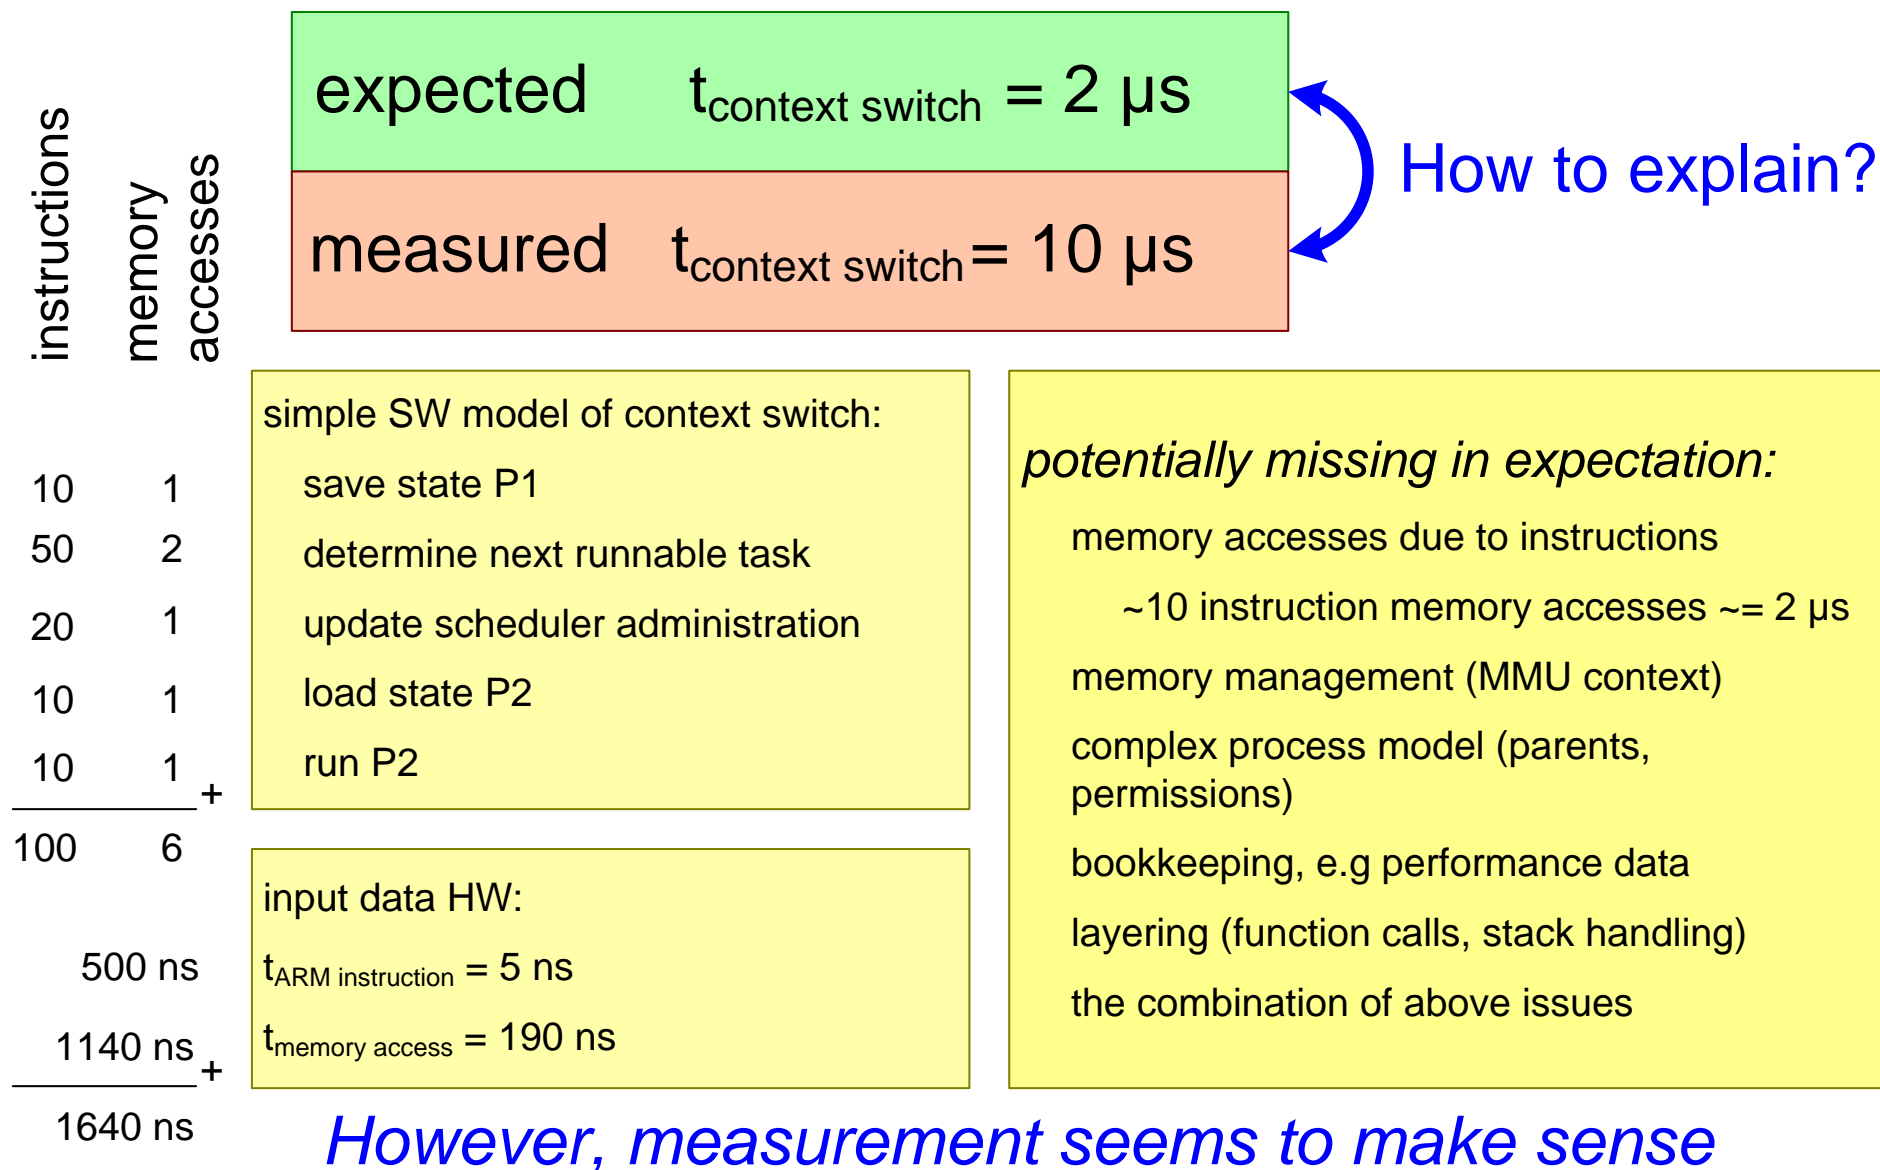 expected t context switch = 2 µs
measured t context switch = 10 µs
How to explain?
instructions
memory
accesses
simple SW model of context switch:
10 1 save state P1
50 2 determine next runnable task
20 1 update scheduler administration
10 1 load state P2
10 1 run P2
+
100 6
input data HW:
500 ns
t ARM instruction = 5 ns
1140 ns
t memory access = 190 ns
+
1640 ns
potentially missing in expectation:
memory accesses due to instructions
~10 instruction memory accesses ~= 2 µs
memory management (MMU context)
complex process model (parents,
permissions)
bookkeeping, e.g performance data
layering (function calls, stack handling)
the combination of above issues
However, measurement seems to make sense